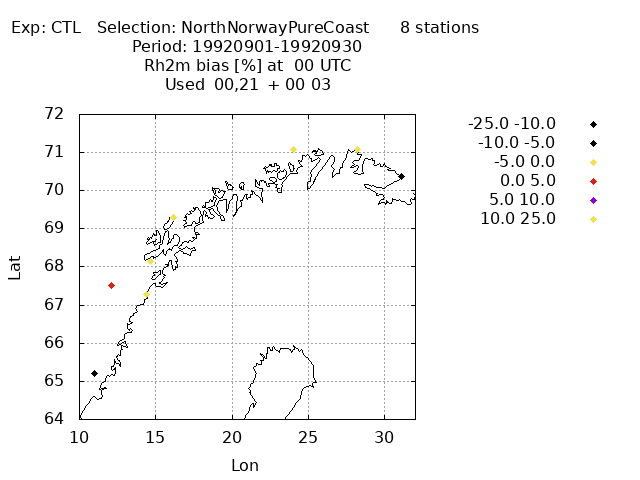 Exp: CTL   Selection: NorthNorwayPureCoast      8 stations
Period: 19920901-19920930
Rh2m bias [%] at  00 UTC
Used  00,21  + 00 03
72
71
70
69
68
67
66
65
64
10 15 20 25 30
Lat
Lon
-25.0 -10.0
-10.0 -5.0
-5.0 0.0
0.0 5.0
5.0 10.0
10.0 25.0